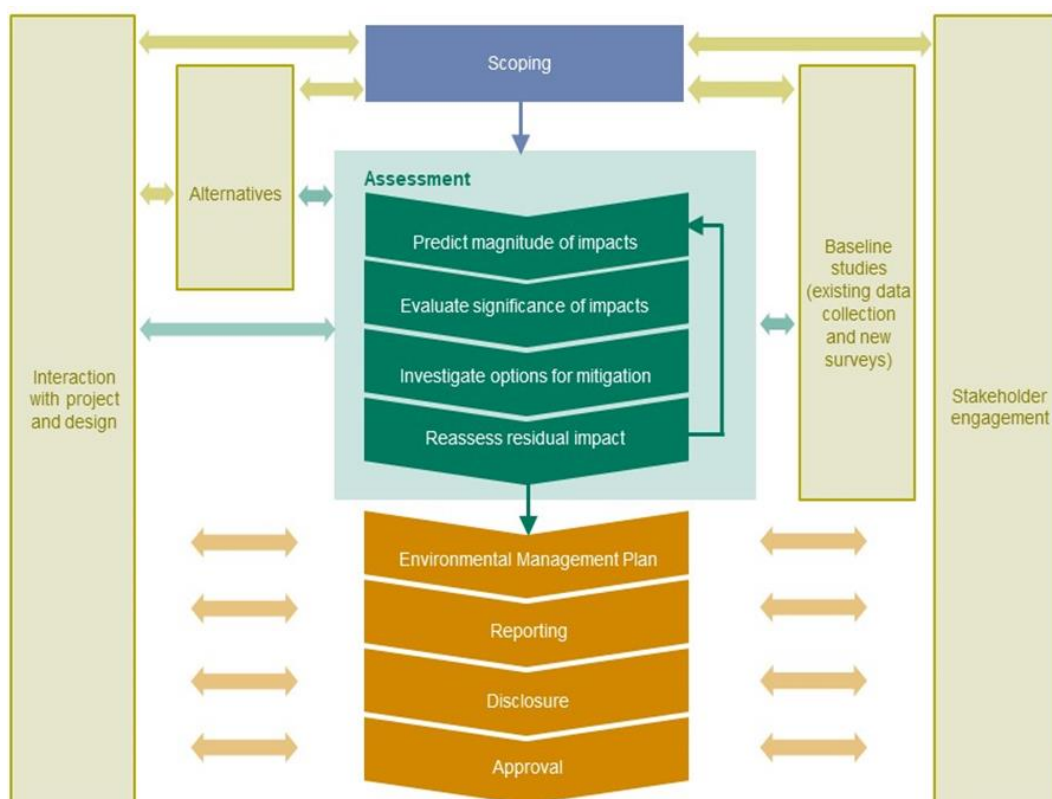 Scoping
Alternatives
Assessment
Predict magnitude of impacts
Evaluate significance of impacts
Investigate options for mitigation
Reassess residual impact
Baseline
studies
(existing data
collection
and new
surveys)
Interaction
with project
and design
Stakeholder
engagement
Environmental Management Plan
Reporting
Disclosure
Approval